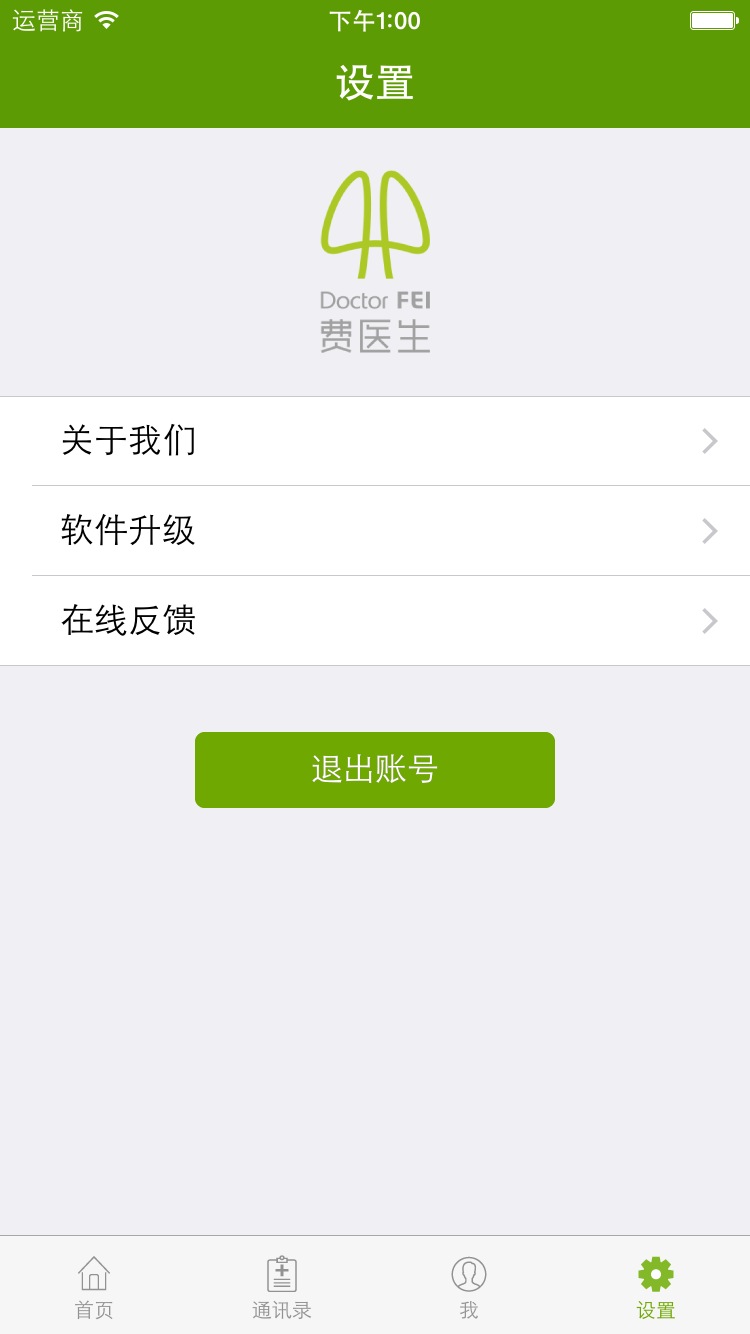 运营商
下午1:00
设置
Doctor FEI
费医生
关于我们
软件升级
在线反馈
退出账号
首页
通讯录
我
设置